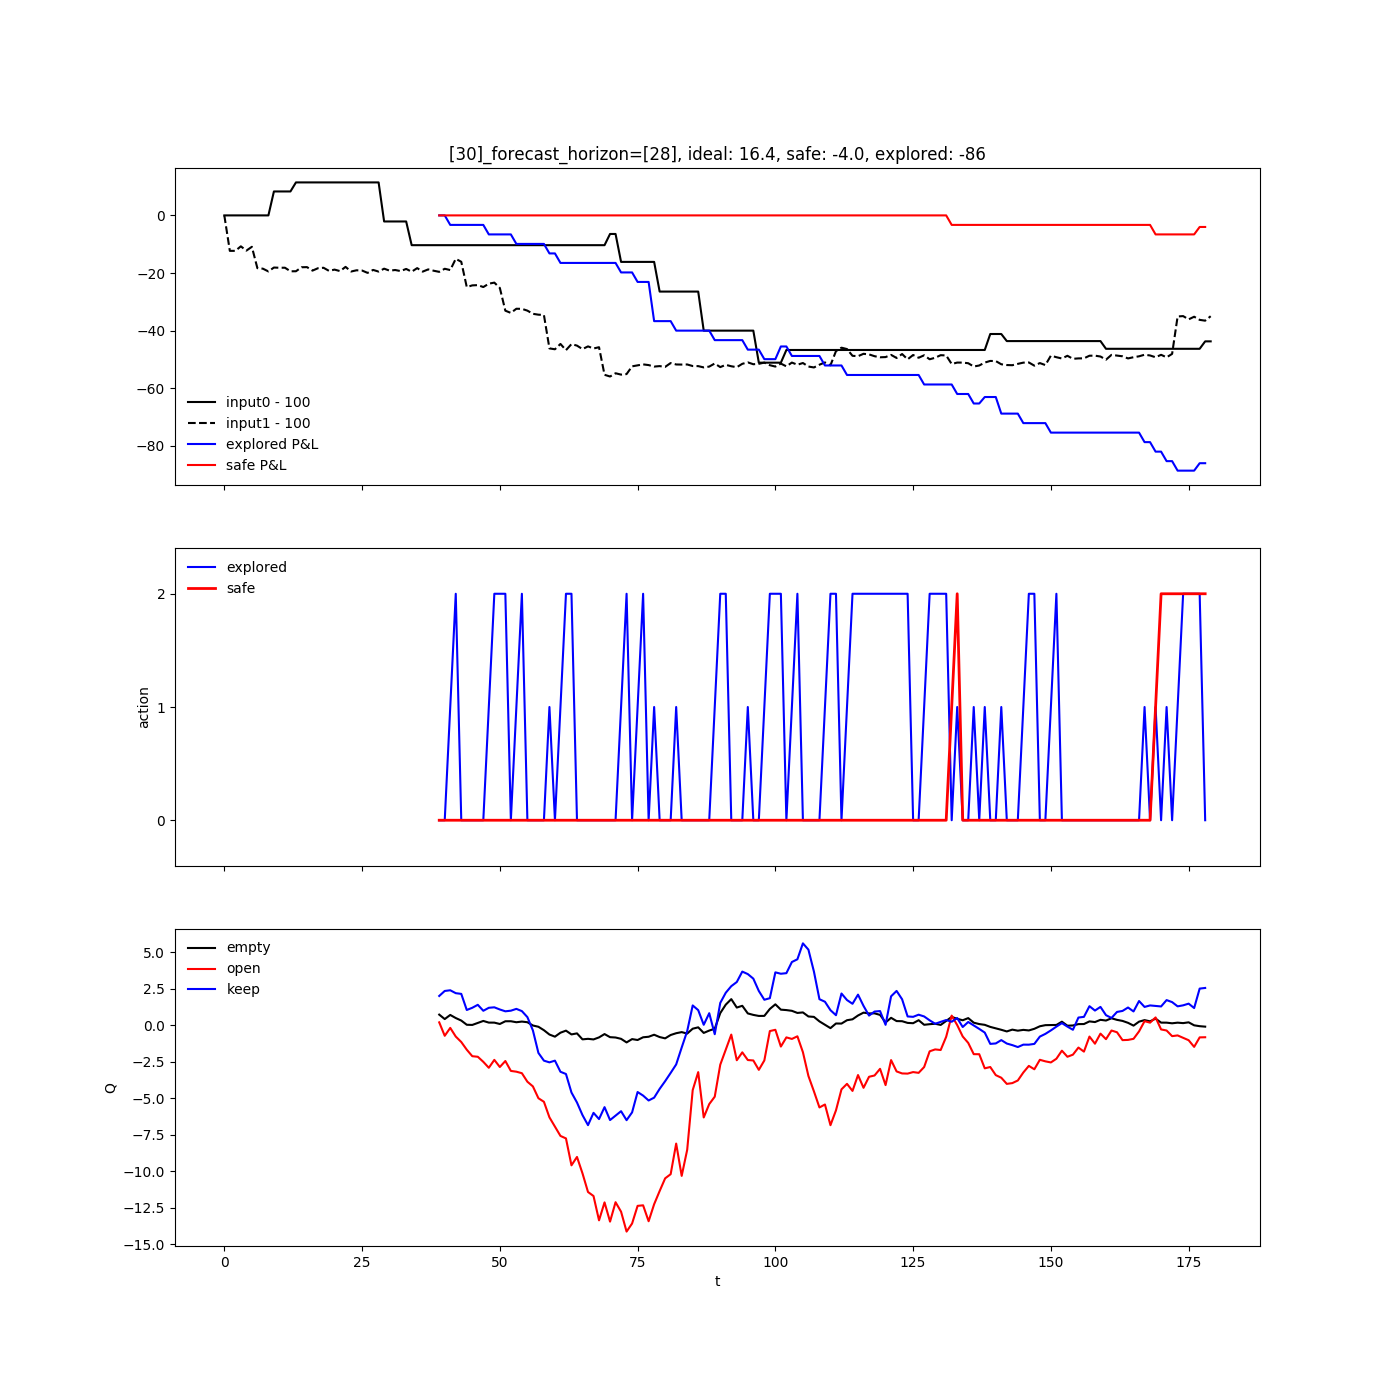 [30]_forecast_horizon=[28], ideal: 16.4, safe: -4.0, explored: -86
0
−20
−40
−60
−80
input0 - 100
input1 - 100
explored P&L
safe P&L
explored
safe
2
1
0
action
empty
open
keep
5.0
2.5
0.0
−2.5
−5.0
−7.5
−10.0
−12.5
−15.0
Q
0 25 50 75 100 125 150 175
t